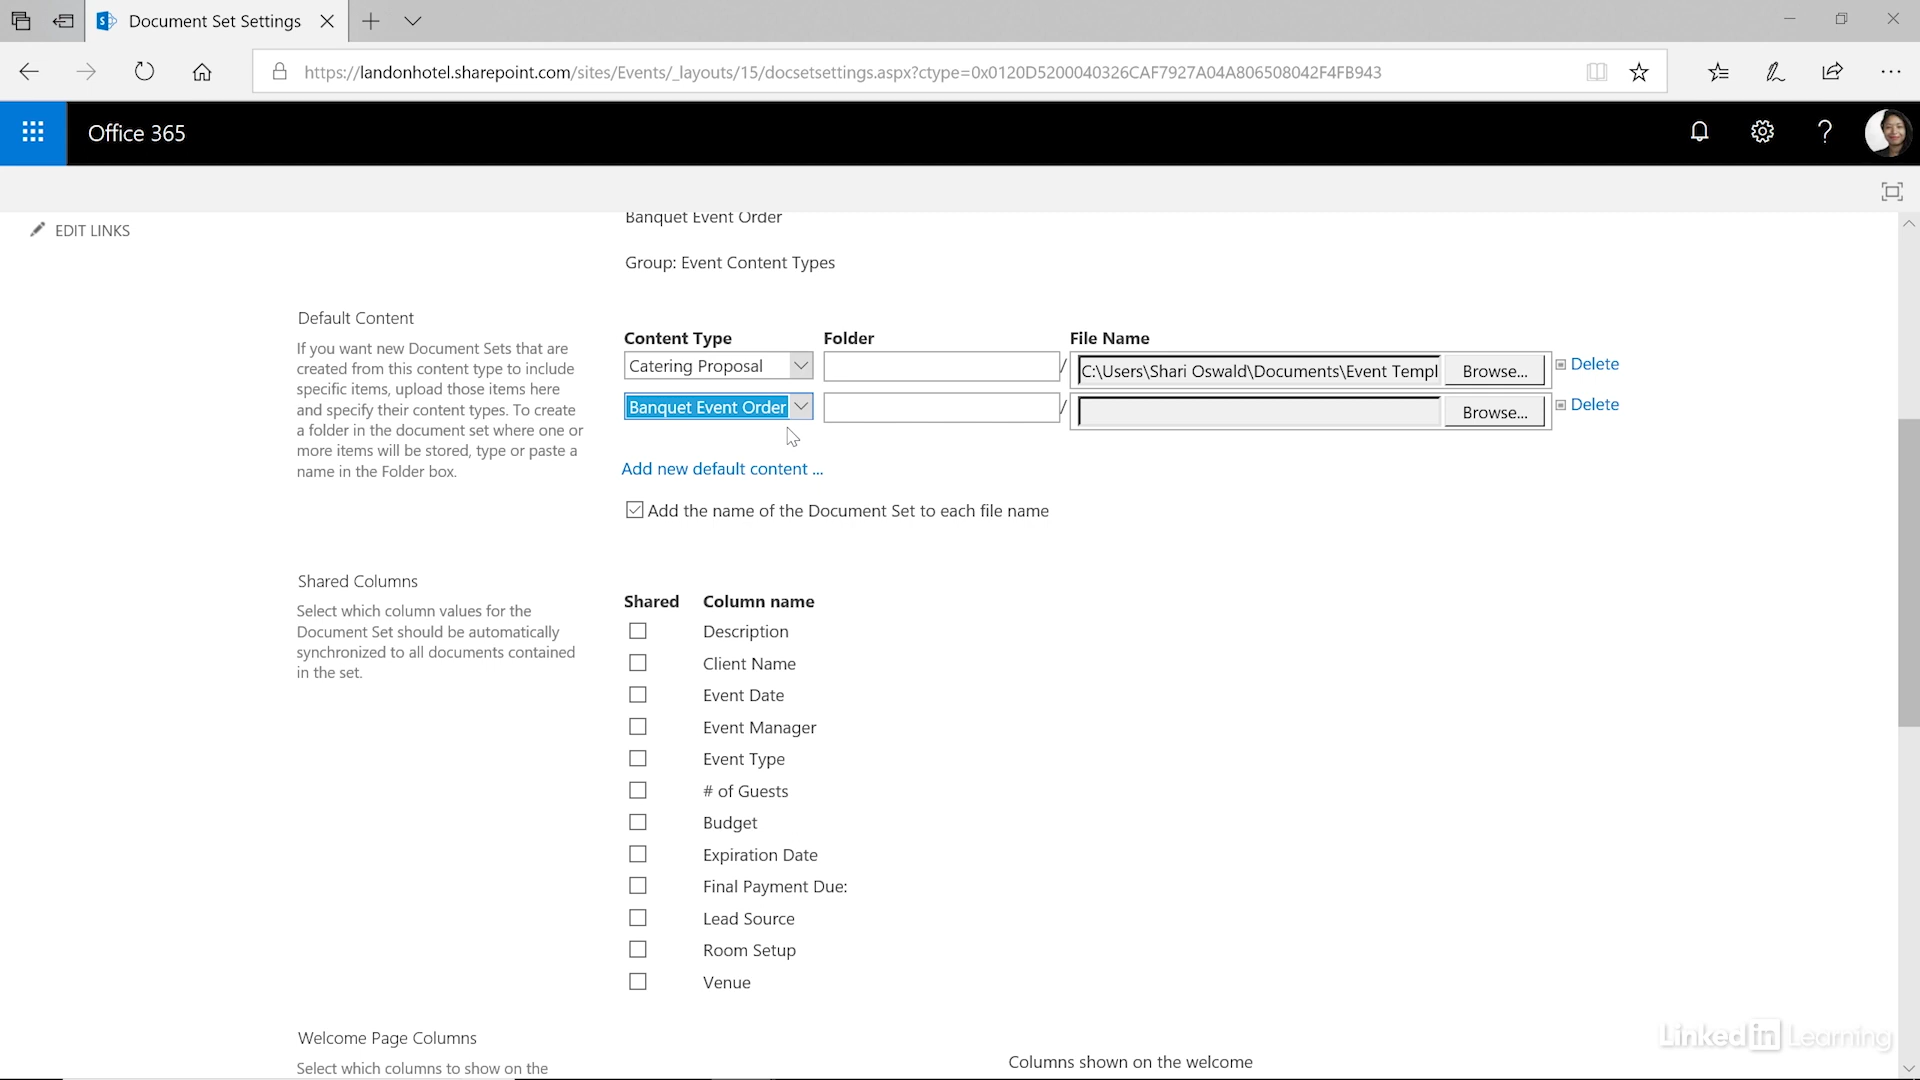 Document Set Settings
https://landonhotel.sharepoint.com/sites/Events/_layouts/15/docsetsettings.aspx?ctype=0x0120D5200040326CAF7927A04A806508042F4FB943
Office 365
EDIT LINKS
Banquet Event Order
Group: Event Content Types
Default Content
If you want new Document Sets that are
created from this content type to include
specific items, upload those items here
and specify their content types. To create
a folder in the document set where one or
more items will be stored, type or paste a
name in the Folder box.
Content Type Folder File Name
Catering Proposal / C:\Users\Shari Oswald\Documents\Event Templ Browse... Delete
Banquet Event Order / Browse... Delete
Add new default content ...
Add the name of the Document Set to each file name
Shared Columns
Select which column values for the
Document Set should be automatically
synchronized to all documents contained
in the set.
Shared Column name
Description
Client Name
Event Date
Event Manager
Event Type
# of Guests
Budget
Expiration Date
Final Payment Due:
Lead Source
Room Setup
Venue
Welcome Page Columns
Select which columns to show on the
Columns shown on the welcome
Linked in Learning